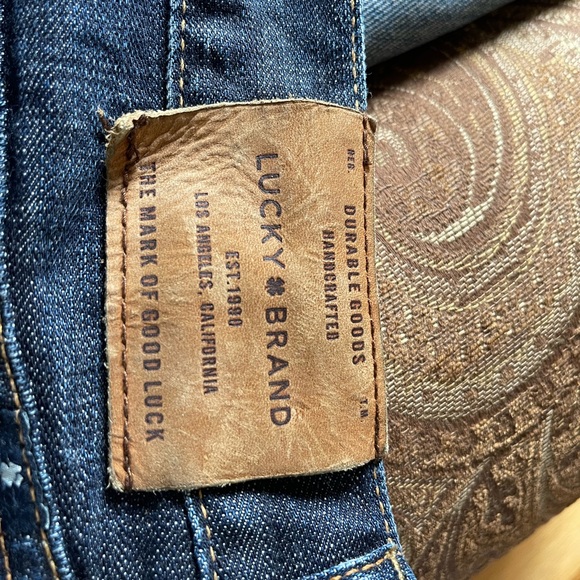 REG. DURABLE GOODS T.M.
HANDCRAFTED
LUCKY BRAND
EST. 1990
LOS ANGELES, CALIFORNIA
THE MARK OF GOOD LUCK